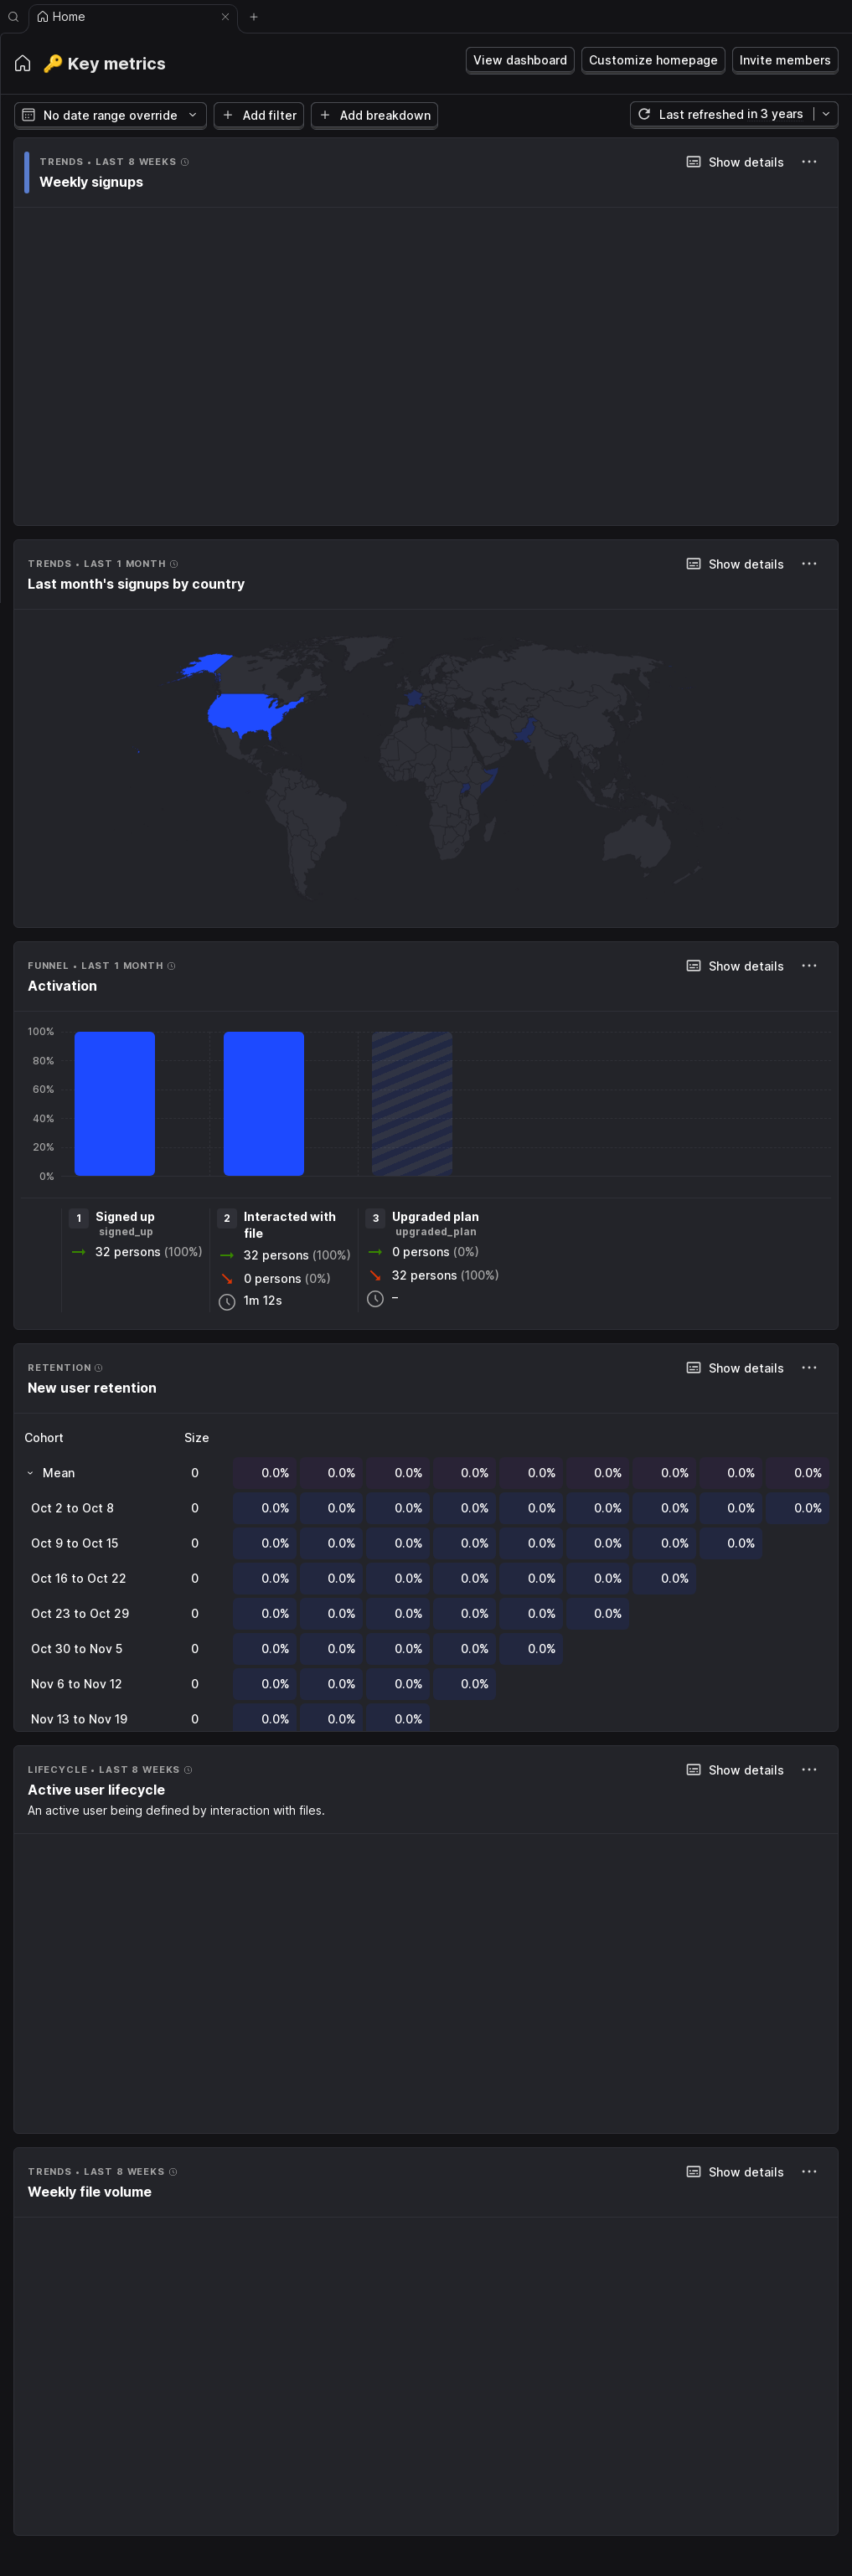 Home
🔑 Key metrics
View dashboard
Customize homepage
Invite members
No date range override
Add filter
Add breakdown
Last refreshed in 3 years
TRENDS • LAST 8 WEEKS
Show details
Weekly signups
TRENDS • LAST 1 MONTH
Show details
Last month's signups by country
FUNNEL • LAST 1 MONTH
Show details
Activation
100%
80%
60%
40%
20%
0%
1 Signed up
signed_up
32 persons (100%)
2 Interacted with
file
32 persons (100%)
0 persons (0%)
1m 12s
3 Upgraded plan
upgraded_plan
0 persons (0%)
32 persons (100%)
–
RETENTION
Show details
New user retention
Cohort Size
Mean 0 0.0% 0.0% 0.0% 0.0% 0.0% 0.0% 0.0% 0.0% 0.0%
Oct 2 to Oct 8 0 0.0% 0.0% 0.0% 0.0% 0.0% 0.0% 0.0% 0.0% 0.0%
Oct 9 to Oct 15 0 0.0% 0.0% 0.0% 0.0% 0.0% 0.0% 0.0% 0.0%
Oct 16 to Oct 22 0 0.0% 0.0% 0.0% 0.0% 0.0% 0.0% 0.0%
Oct 23 to Oct 29 0 0.0% 0.0% 0.0% 0.0% 0.0% 0.0%
Oct 30 to Nov 5 0 0.0% 0.0% 0.0% 0.0% 0.0%
Nov 6 to Nov 12 0 0.0% 0.0% 0.0% 0.0%
Nov 13 to Nov 19 0 0.0% 0.0% 0.0%
LIFECYCLE • LAST 8 WEEKS
Show details
Active user lifecycle
An active user being defined by interaction with files.
TRENDS • LAST 8 WEEKS
Show details
Weekly file volume